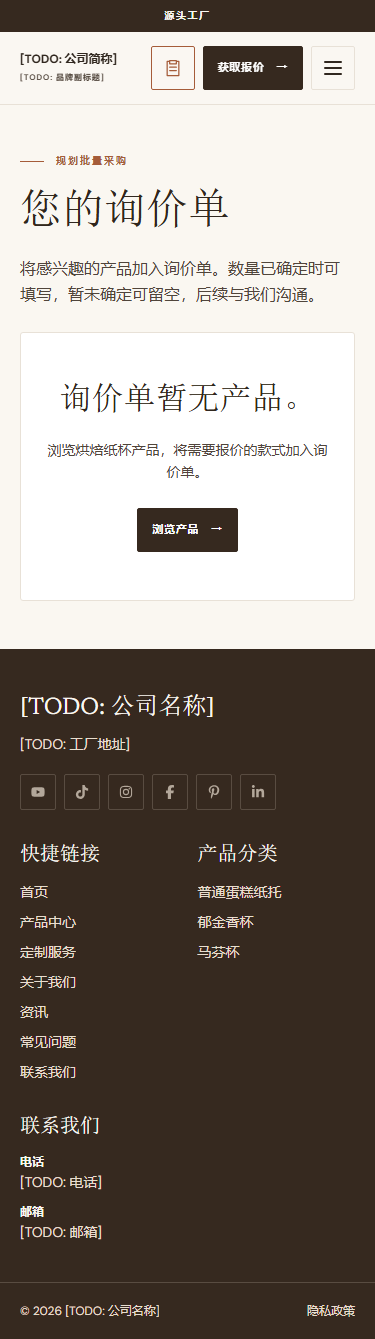 源头工厂
[TODO: 公司简称]
[TODO: 品牌副标题]
获取报价 →
规划批量采购
您的询价单
将感兴趣的产品加入询价单。数量已确定时可
填写，暂未确定可留空，后续与我们沟通。
询价单暂无产品。
浏览烘焙纸杯产品，将需要报价的款式加入询
价单。
浏览产品 →
[TODO: 公司名称]
[TODO: 工厂地址]
快捷链接
首页
产品中心
定制服务
关于我们
资讯
常见问题
联系我们
产品分类
普通蛋糕纸托
郁金香杯
马芬杯
联系我们
电话
[TODO: 电话]
邮箱
[TODO: 邮箱]
© 2026 [TODO: 公司名称]
隐私政策